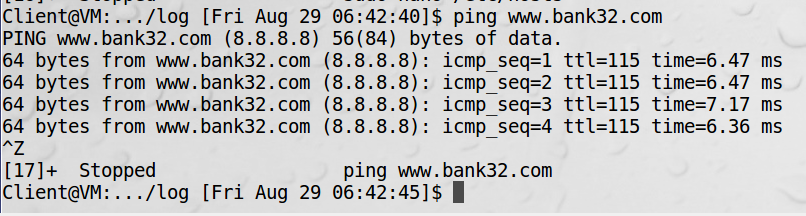 Client@VM:.../log [Fri Aug 29 06:42:40]$ ping www.bank32.com
PING www.bank32.com (8.8.8.8) 56(84) bytes of data.
64 bytes from www.bank32.com (8.8.8.8): icmp_seq=1 ttl=115 time=6.47 ms
64 bytes from www.bank32.com (8.8.8.8): icmp_seq=2 ttl=115 time=6.47 ms
64 bytes from www.bank32.com (8.8.8.8): icmp_seq=3 ttl=115 time=7.17 ms
64 bytes from www.bank32.com (8.8.8.8): icmp_seq=4 ttl=115 time=6.36 ms
^Z
[17]+  Stopped                 ping www.bank32.com
Client@VM:.../log [Fri Aug 29 06:42:45]$